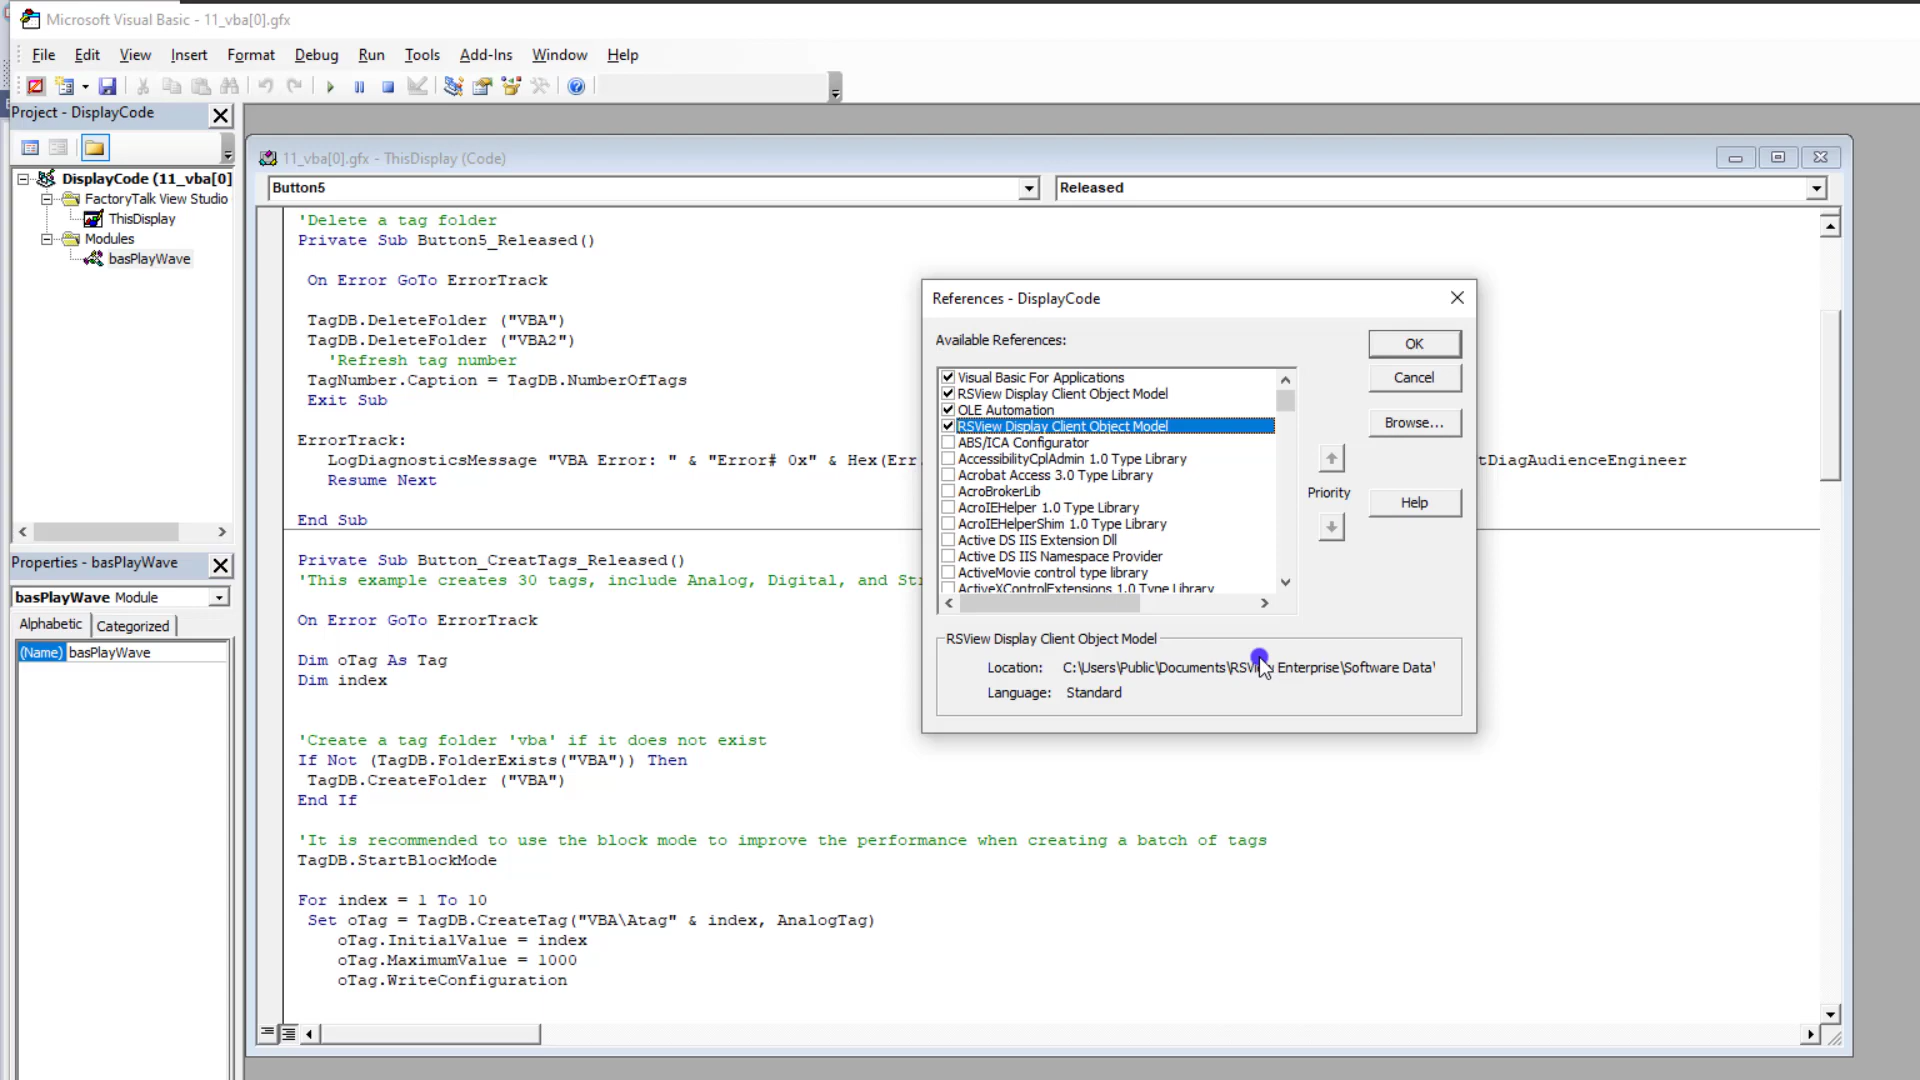 Microsoft Visual Basic - 11_vba[0].gfx
File Edit View Insert Format Debug Run Tools Add-Ins Window Help
Project - DisplayCode
DisplayCode (11_vba[0]
FactoryTalk View Studio
ThisDisplay
Modules
basPlayWave
Properties - basPlayWave
basPlayWave Module
Alphabetic Categorized
(Name) basPlayWave
11_vba[0].gfx - ThisDisplay (Code)
Button5 Released
'Delete a tag folder
Private Sub Button5_Released()
On Error GoTo ErrorTrack
TagDB.DeleteFolder ("VBA")
TagDB.DeleteFolder ("VBA2")
'Refresh tag number
TagNumber.Caption = TagDB.NumberOfTags
Exit Sub
ErrorTrack:
LogDiagnosticsMessage "VBA Error: " & "Error# 0x" & Hex(Err. tDiagAudienceEngineer
Resume Next
End Sub
Private Sub Button_CreatTags_Released()
'This example creates 30 tags, include Analog, Digital, and St
On Error GoTo ErrorTrack
Dim oTag As Tag
Dim index
'Create a tag folder 'vba' if it does not exist
If Not (TagDB.FolderExists("VBA")) Then
TagDB.CreateFolder ("VBA")
End If
'It is recommended to use the block mode to improve the performance when creating a batch of tags
TagDB.StartBlockMode
For index = 1 To 10
Set oTag = TagDB.CreateTag("VBA\Atag" & index, AnalogTag)
oTag.InitialValue = index
oTag.MaximumValue = 1000
oTag.WriteConfiguration
References - DisplayCode
Available References:
Visual Basic For Applications
RSView Display Client Object Model
OLE Automation
RSView Display Client Object Model
ABS/ICA Configurator
AccessibilityCplAdmin 1.0 Type Library
Acrobat Access 3.0 Type Library
AcroBrokerLib
AcroIEHelper 1.0 Type Library
AcroIEHelperShim 1.0 Type Library
Active DS IIS Extension Dll
Active DS IIS Namespace Provider
ActiveMovie control type library
ActiveXControlExtensions 1.0 Type Library
OK
Cancel
Browse...
Priority
Help
RSView Display Client Object Model
Location: C:\Users\Public\Documents\RSView Enterprise\Software Data\
Language: Standard